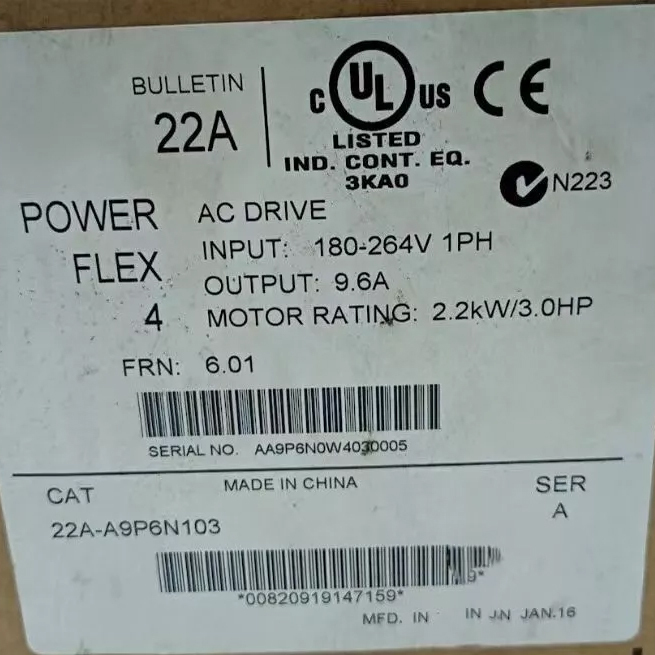 BULLETIN
22A
C UL US CE
LISTED
IND. CONT. EQ.
3KA0
N223
POWER
FLEX
4
AC DRIVE
INPUT: 180-264V 1PH
OUTPUT: 9.6A
MOTOR RATING: 2.2kW/3.0HP
FRN: 6.01
SERIAL NO. AA9P6N0W4030005
MADE IN CHINA
CAT
22A-A9P6N103
SER
A
*00820919147159*
MFD. IN IN JN JAN.16